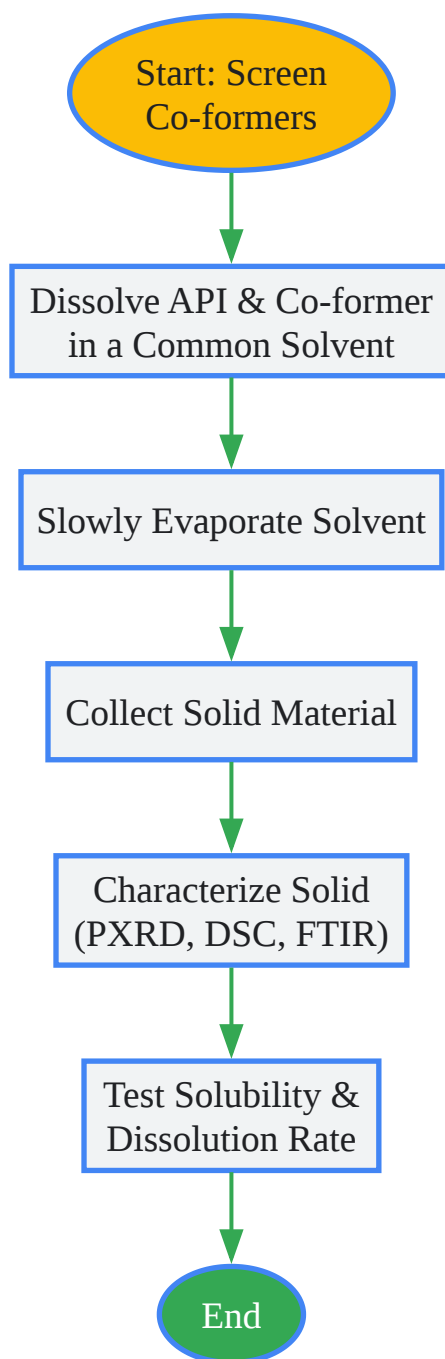 Start: Screen
Co-formers
Dissolve API & Co-former
in a Common Solvent
Slowly Evaporate Solvent
Collect Solid Material
Characterize Solid
(PXRD, DSC, FTIR)
Test Solubility &
Dissolution Rate
End